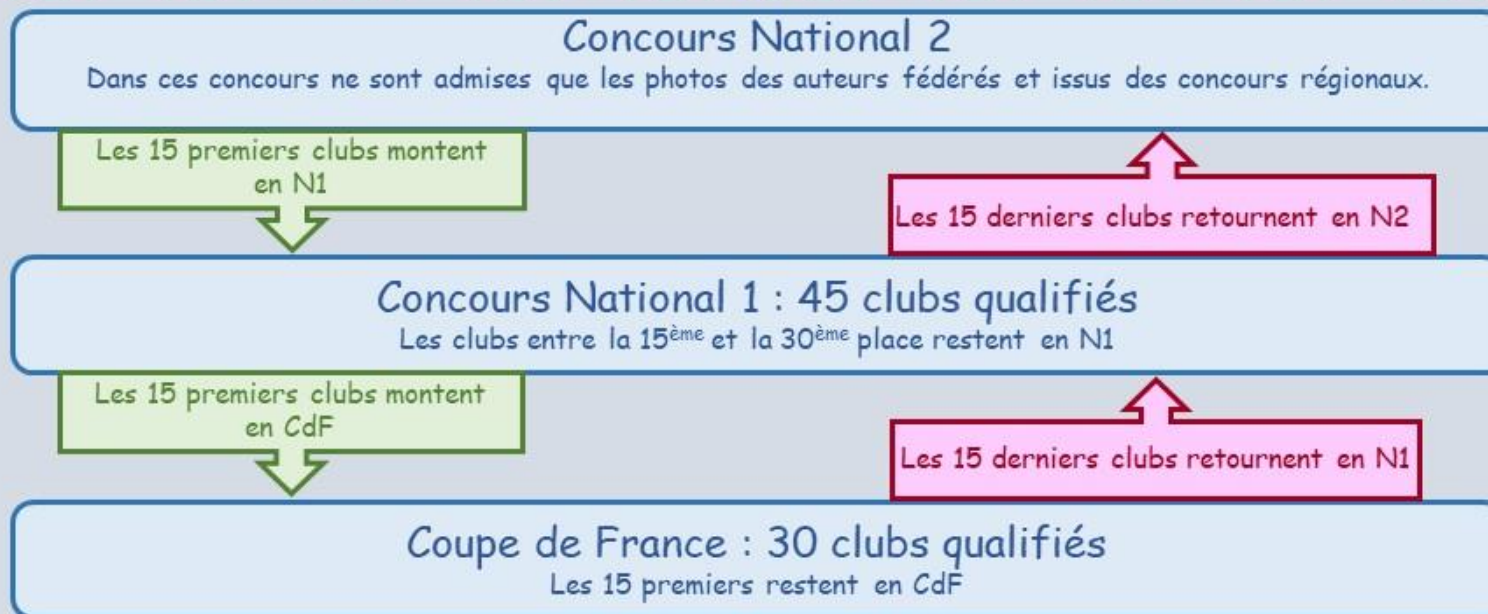 Concours National 2
Dans ces concours ne sont admises que les photos des auteurs fédérés et issus des concours régionaux.
Les 15 premiers clubs montent
en N1
Les 15 derniers clubs retournent en N2
Concours National 1 : 45 clubs qualifiés
Les clubs entre la 15ème et la 30ème place restent en N1
Les 15 premiers clubs montent
en CdF
Les 15 derniers clubs retournent en N1
Coupe de France : 30 clubs qualifiés
Les 15 premiers restent en CdF